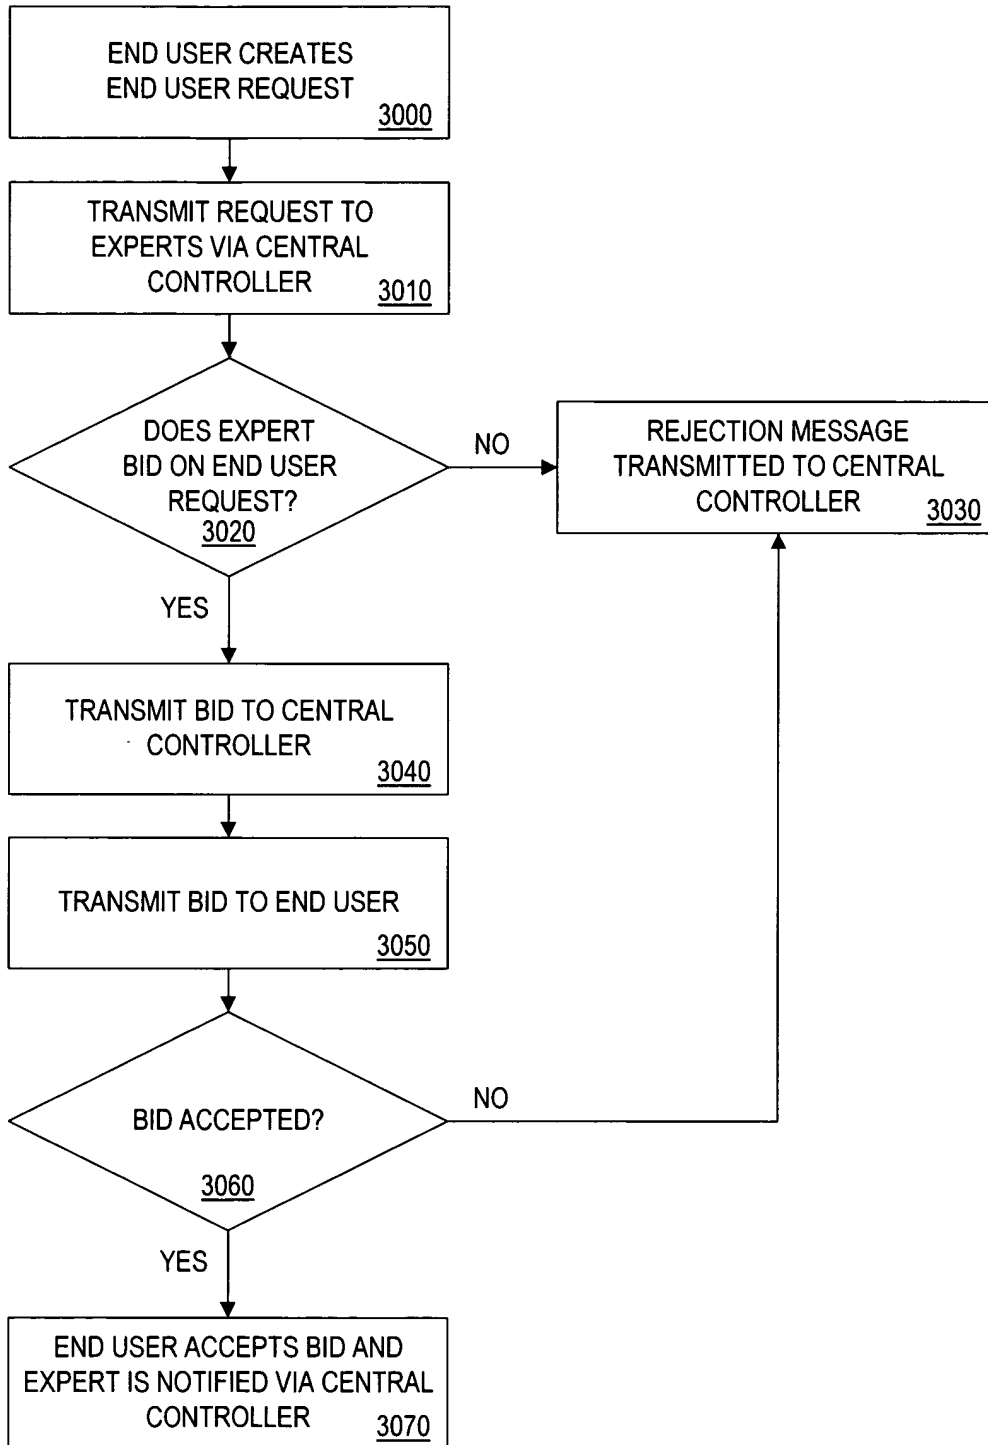 END USER CREATES
END USER REQUEST
3000
TRANSMIT REQUEST TO
EXPERTS VIA CENTRAL
CONTROLLER
3010
DOES EXPERT
BID ON END USER
REQUEST?
3020
NO
REJECTION MESSAGE
TRANSMITTED TO CENTRAL
CONTROLLER
3030
YES
TRANSMIT BID TO CENTRAL
CONTROLLER
3040
TRANSMIT BID TO END USER
3050
BID ACCEPTED?
3060
NO
YES
END USER ACCEPTS BID AND
EXPERT IS NOTIFIED VIA CENTRAL
CONTROLLER
3070